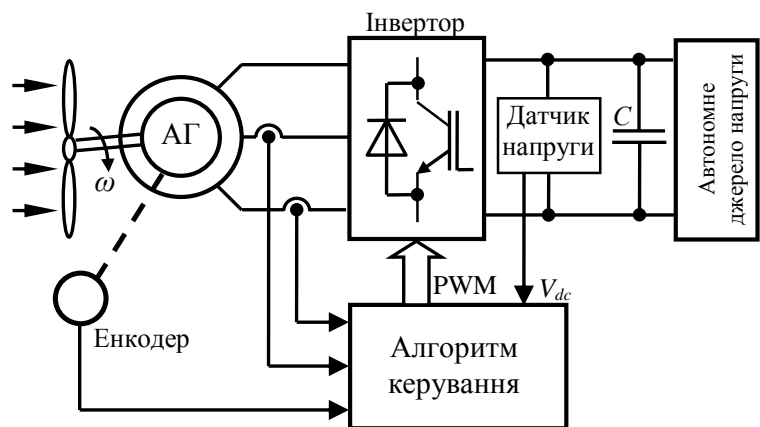 Інвертор
АГ
ω
Датчик
напруги
C
Автономне
джерело напруги
PWM
Vdc
Енкодер
Алгоритм
керування